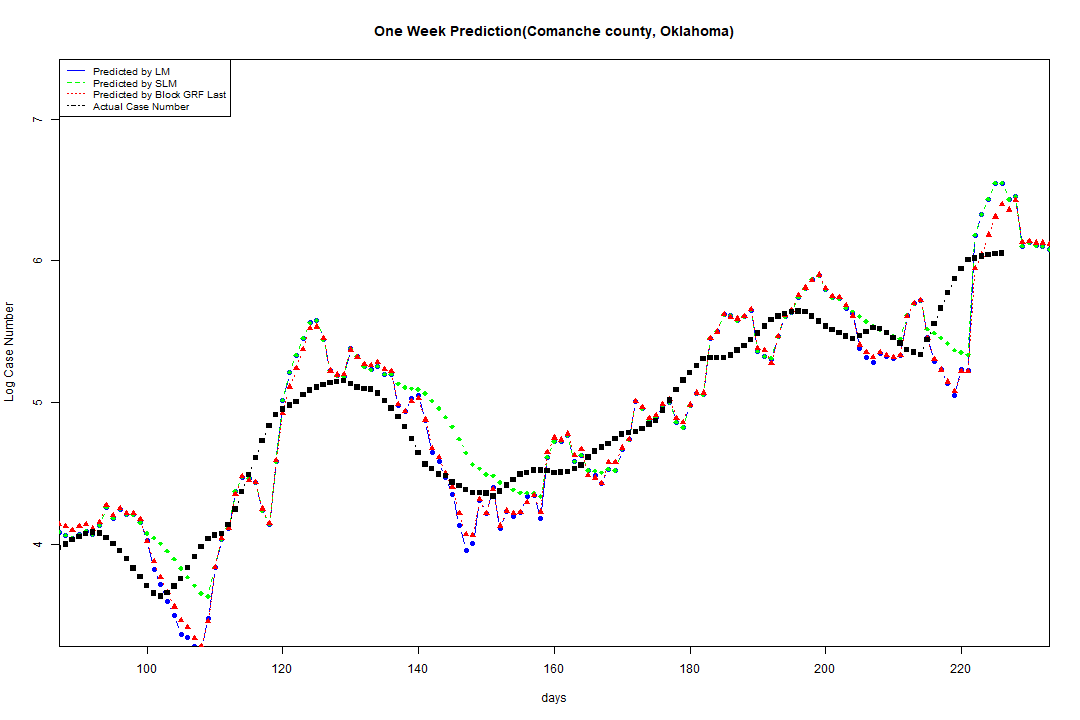 One Week Prediction(Comanche county, Oklahoma)
Predicted by LM
Predicted by SLM
Predicted by Block GRF Last
Actual Case Number
7
6
5
4
Log Case Number
100 120 140 160 180 200 220
days